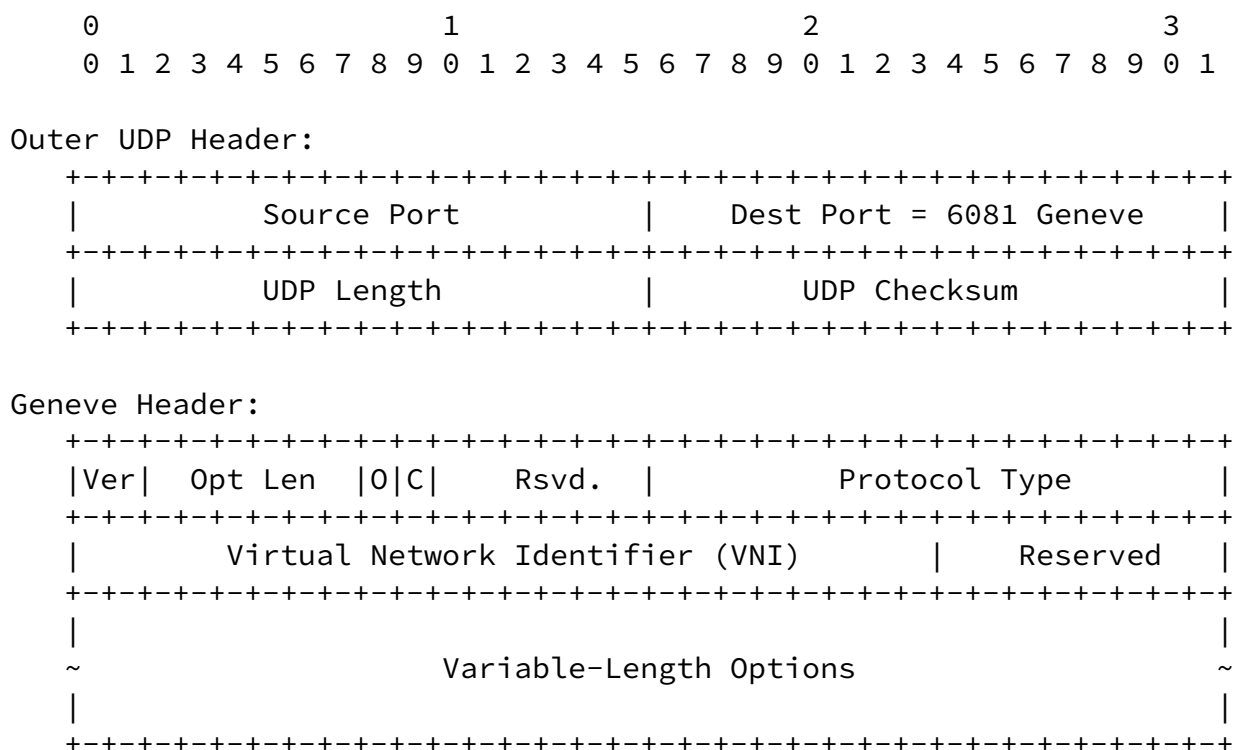 0                   1                   2                   3
    0 1 2 3 4 5 6 7 8 9 0 1 2 3 4 5 6 7 8 9 0 1 2 3 4 5 6 7 8 9 0 1

Outer UDP Header:
   +-+-+-+-+-+-+-+-+-+-+-+-+-+-+-+-+-+-+-+-+-+-+-+-+-+-+-+-+-+-+-+-+
   |          Source Port          |    Dest Port = 6081 Geneve    |
   +-+-+-+-+-+-+-+-+-+-+-+-+-+-+-+-+-+-+-+-+-+-+-+-+-+-+-+-+-+-+-+-+
   |          UDP Length           |        UDP Checksum           |
   +-+-+-+-+-+-+-+-+-+-+-+-+-+-+-+-+-+-+-+-+-+-+-+-+-+-+-+-+-+-+-+-+

Geneve Header:
   +-+-+-+-+-+-+-+-+-+-+-+-+-+-+-+-+-+-+-+-+-+-+-+-+-+-+-+-+-+-+-+-+
   |Ver|  Opt Len  |O|C|    Rsvd.  |          Protocol Type        |
   +-+-+-+-+-+-+-+-+-+-+-+-+-+-+-+-+-+-+-+-+-+-+-+-+-+-+-+-+-+-+-+-+
   |        Virtual Network Identifier (VNI)       |    Reserved   |
   +-+-+-+-+-+-+-+-+-+-+-+-+-+-+-+-+-+-+-+-+-+-+-+-+-+-+-+-+-+-+-+-+
   |                                                               |
   ~                    Variable-Length Options                    ~
   |                                                               |
   +-+-+-+-+-+-+-+-+-+-+-+-+-+-+-+-+-+-+-+-+-+-+-+-+-+-+-+-+-+-+-+-+